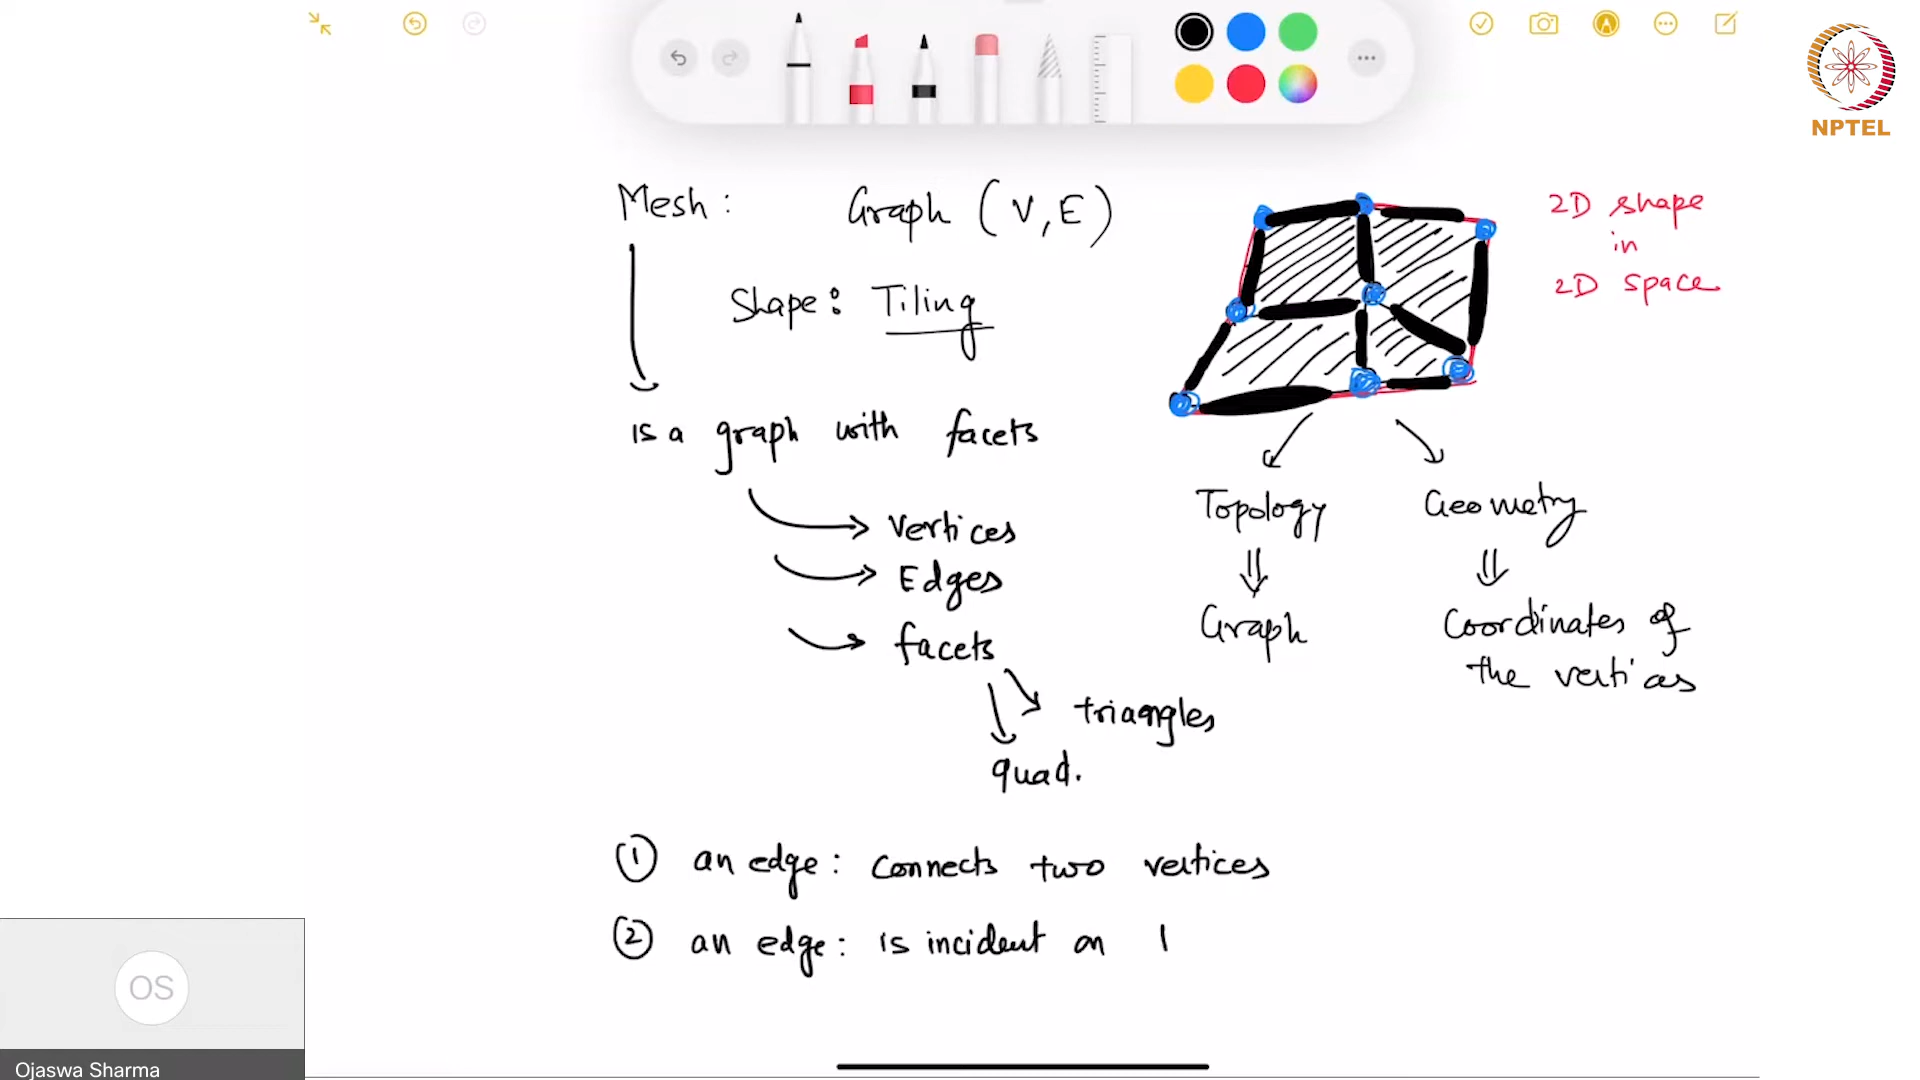 NPTEL
Mesh: Graph (V, E)
2D shape
in
2D space
Shape: Tiling
is a graph with facets
Vertices
Edges
facets
triangles
quad.
Topology Geometry
Graph Coordinates of
the vertices
① an edge: Connects two vertices
② an edge: is incident on 1
OS
Ojaswa Sharma